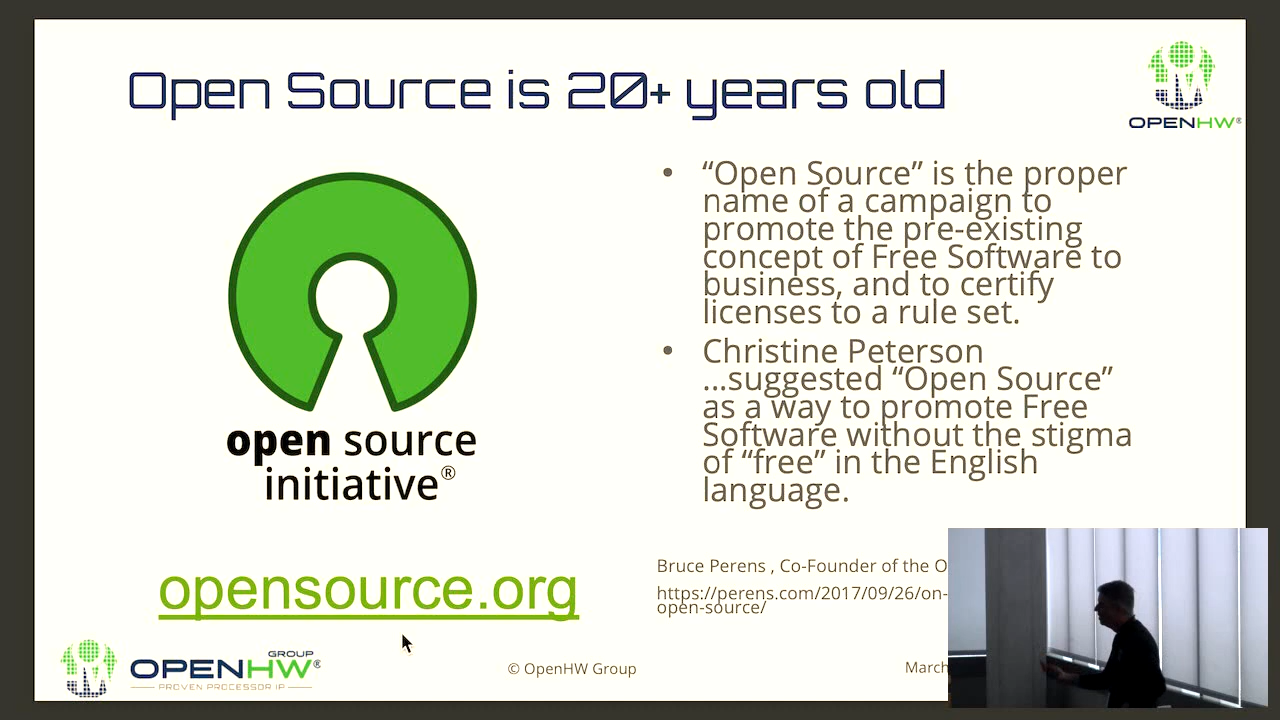 Open Source is 20+ years old
OPENHW®
open source
initiative®
opensource.org
• “Open Source” is the proper
name of a campaign to
promote the pre-existing
concept of Free Software to
business, and to certify
licenses to a rule set.
• Christine Peterson
...suggested “Open Source”
as a way to promote Free
Software without the stigma
of “free” in the English
language.
Bruce Perens , Co-Founder of the O
https://perens.com/2017/09/26/on-
open-source/
GROUP
OPENHW®
PROVEN PROCESSOR IP
© OpenHW Group
March